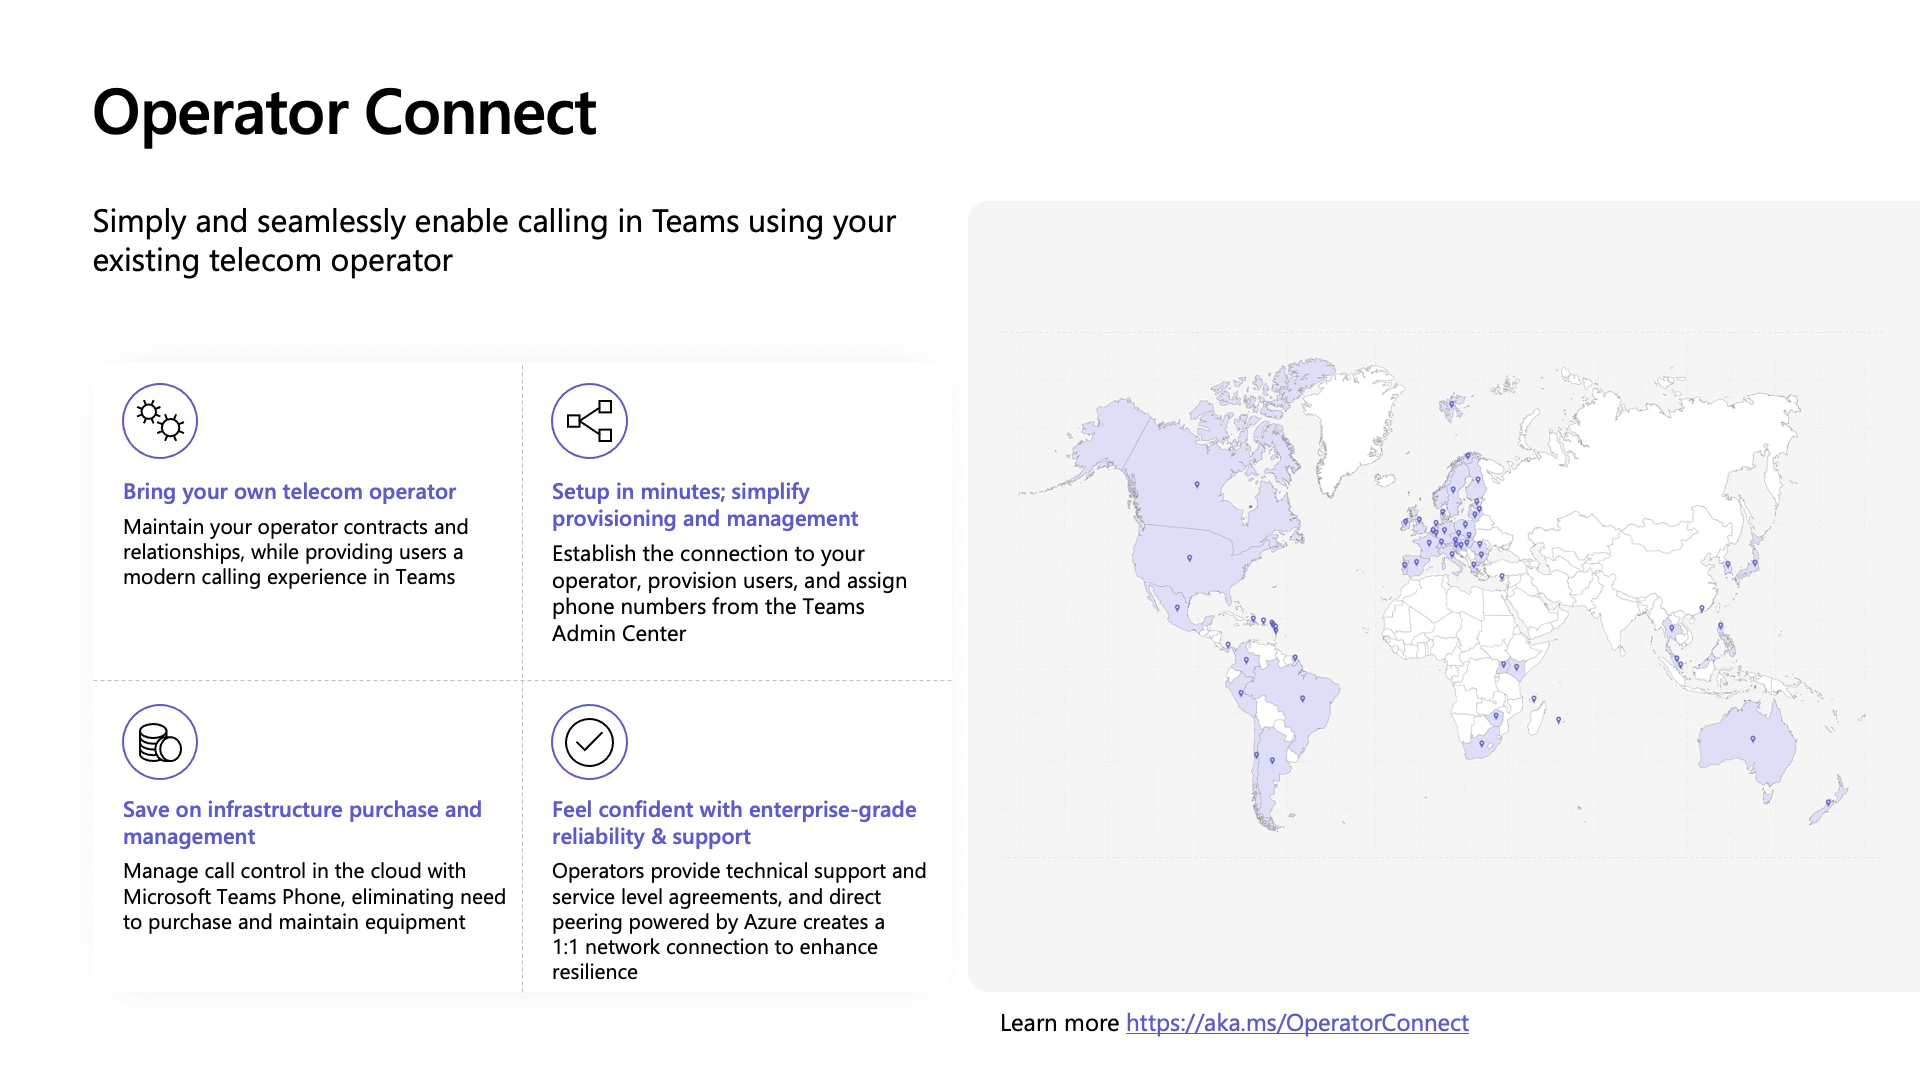 Operator Connect
Simply and seamlessly enable calling in Teams using your
existing telecom operator
Bring your own telecom operator
Maintain your operator contracts and
relationships, while providing users a
modern calling experience in Teams
Setup in minutes; simplify
provisioning and management
Establish the connection to your
operator, provision users, and assign
phone numbers from the Teams
Admin Center
Save on infrastructure purchase and
management
Manage call control in the cloud with
Microsoft Teams Phone, eliminating need
to purchase and maintain equipment
Feel confident with enterprise-grade
reliability & support
Operators provide technical support and
service level agreements, and direct
peering powered by Azure creates a
1:1 network connection to enhance
resilience
Learn more https://aka.ms/OperatorConnect